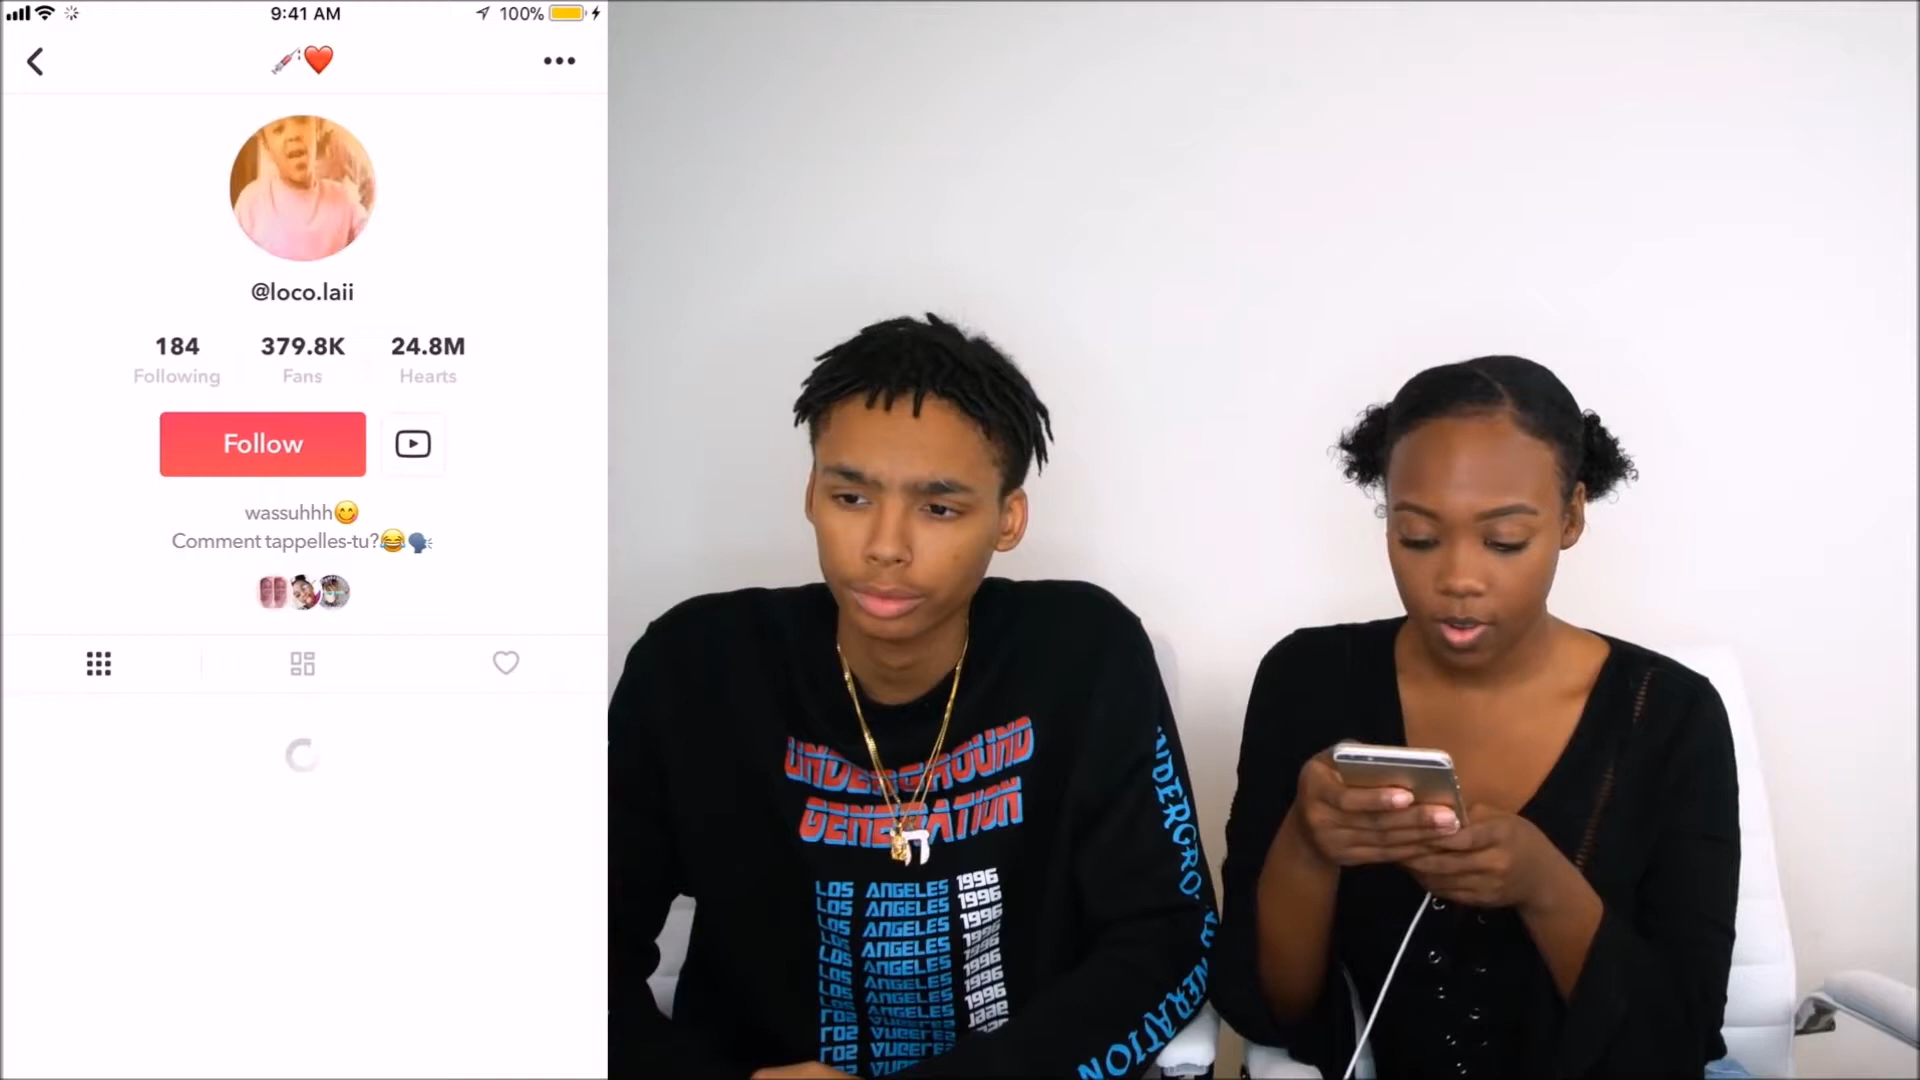 9:41 AM
100%
@loco.laii
184
379.8K
24.8M
Following
Fans
Hearts
Follow
wassuhhh😋
Comment tappelles-tu?😂🗣
UNDERGROUND
GENERATION
LOS ANGELES 1996
LOS ANGELES 1996
LOS ANGELES 1996
LOS ANGELES 1996
LOS ANGELES 1996
LOS ANGELES 1996
LOS ANGELES 1996